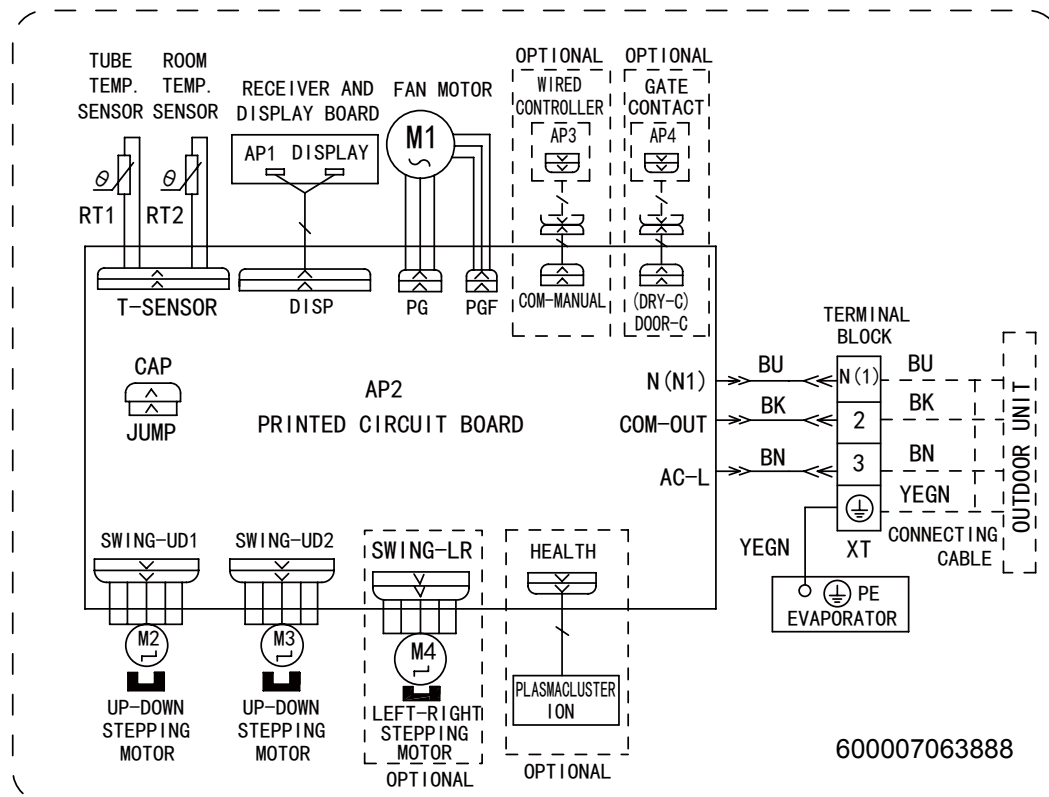 TUBE
TEMP.
SENSOR
ROOM
TEMP.
SENSOR
RECEIVER AND
DISPLAY BOARD
FAN MOTOR
OPTIONAL
WIRED
CONTROLLER
OPTIONAL
GATE
CONTACT
AP1 DISPLAY
M1
AP3
AP4
θ
RT1
θ
RT2
T-SENSOR
DISP
PG
PGF
COM-MANUAL
(DRY-C)
DOOR-C
TERMINAL
BLOCK
CAP
JUMP
AP2
PRINTED CIRCUIT BOARD
N(N1)
BU
N(1)
BU
COM-OUT
BK
2
BK
AC-L
BN
3
BN
YEGN
YEGN
XT
CONNECTING
CABLE
OUTDOOR UNIT
PE
EVAPORATOR
SWING-UD1
SWING-UD2
SWING-LR
HEALTH
M2
M3
M4
UP-DOWN
STEPPING
MOTOR
UP-DOWN
STEPPING
MOTOR
LEFT-RIGHT
STEPPING
MOTOR
OPTIONAL
PLASMACLUSTER
ION
OPTIONAL
600007063888